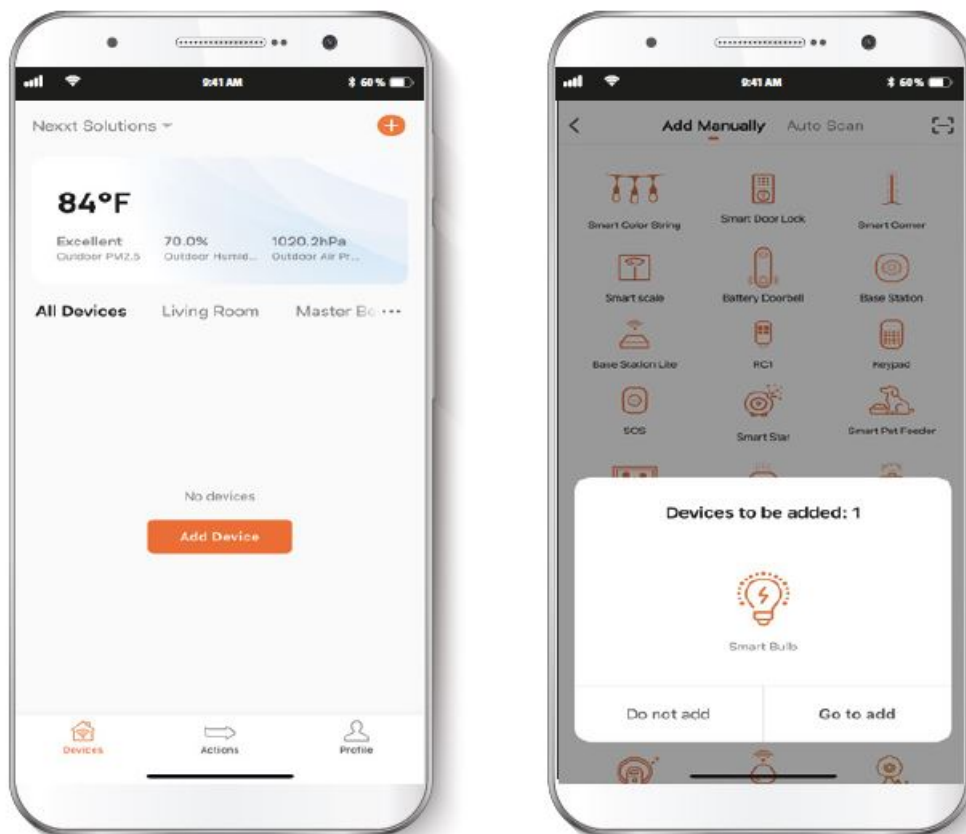 9:41 AM
60 %
Nexxt Solutions
84°F
Excellent 70.0% 1020.2hPa
Outdoor PM2.5 Outdoor Humid... Outdoor Air Pr...
All Devices Living Room Master Be ...
No devices
Add Device
Devices Actions Profile
9:41 AM
60 %
Add Manually Auto Scan
Smart Color String Smart Door Lock Smart Corner
Smart scale Battery Doorbell Base Station
Base Station Lite RC1 Keypad
SOS Smart Star Smart Pet Feeder
Devices to be added: 1
Smart Bulb
Do not add Go to add